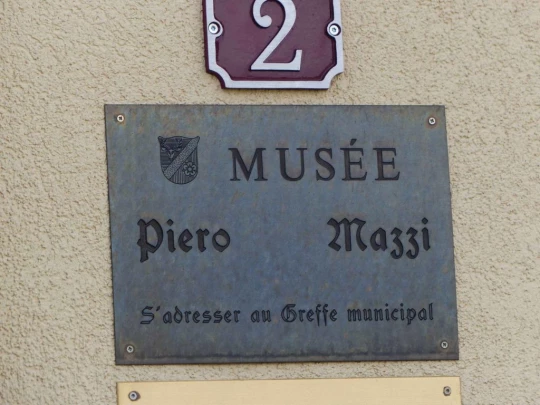 2
MUSÉE
Piero Mazzi
S'adresser au Greffe municipal